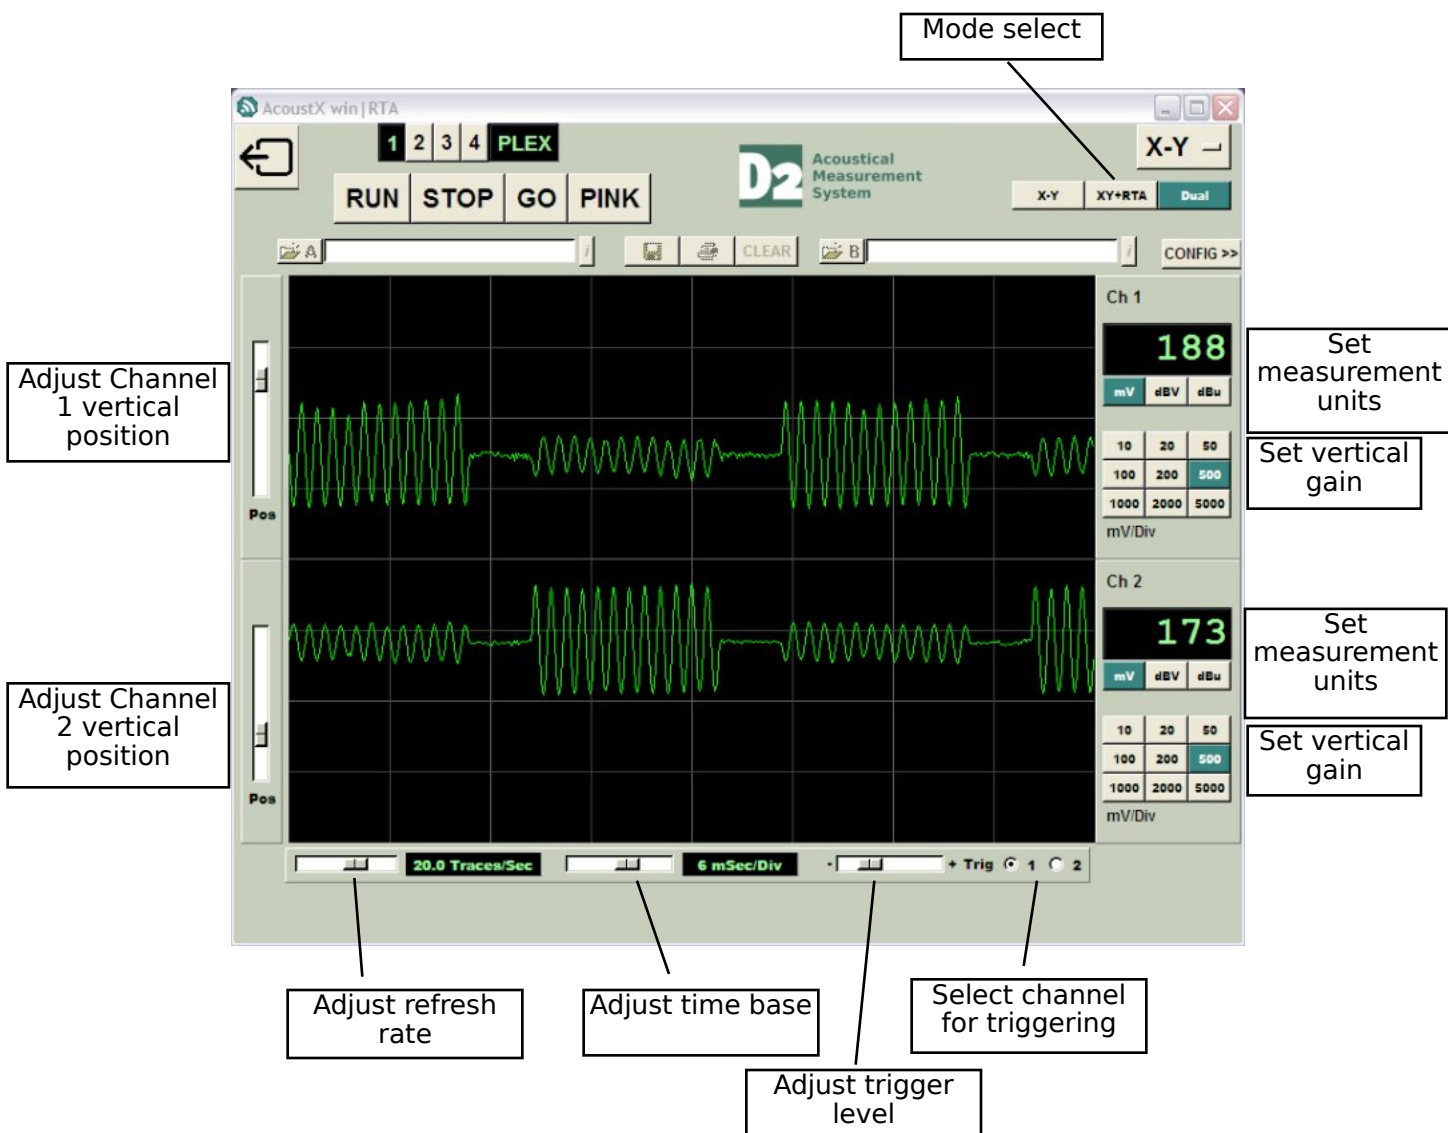 Mode select
AcoustX win|RTA
1 2 3 4 PLEX
X-Y
RUN STOP GO PINK
D2 Acoustical
Measurement
System
X-Y XY+RTA Dual
A i CLEAR B i CONFIG >>
Ch 1
188
mV dBV dBu
10 20 50
100 200 500
1000 2000 5000
mV/Div
Pos
Adjust Channel
1 vertical
position
Set
measurement
units
Set vertical
gain
Ch 2
173
mV dBV dBu
10 20 50
100 200 500
1000 2000 5000
mV/Div
Pos
Adjust Channel
2 vertical
position
Set
measurement
units
Set vertical
gain
20.0 Traces/Sec 6 mSec/Div - + Trig 1 2
Adjust refresh
rate
Adjust time base
Select channel
for triggering
Adjust trigger
level